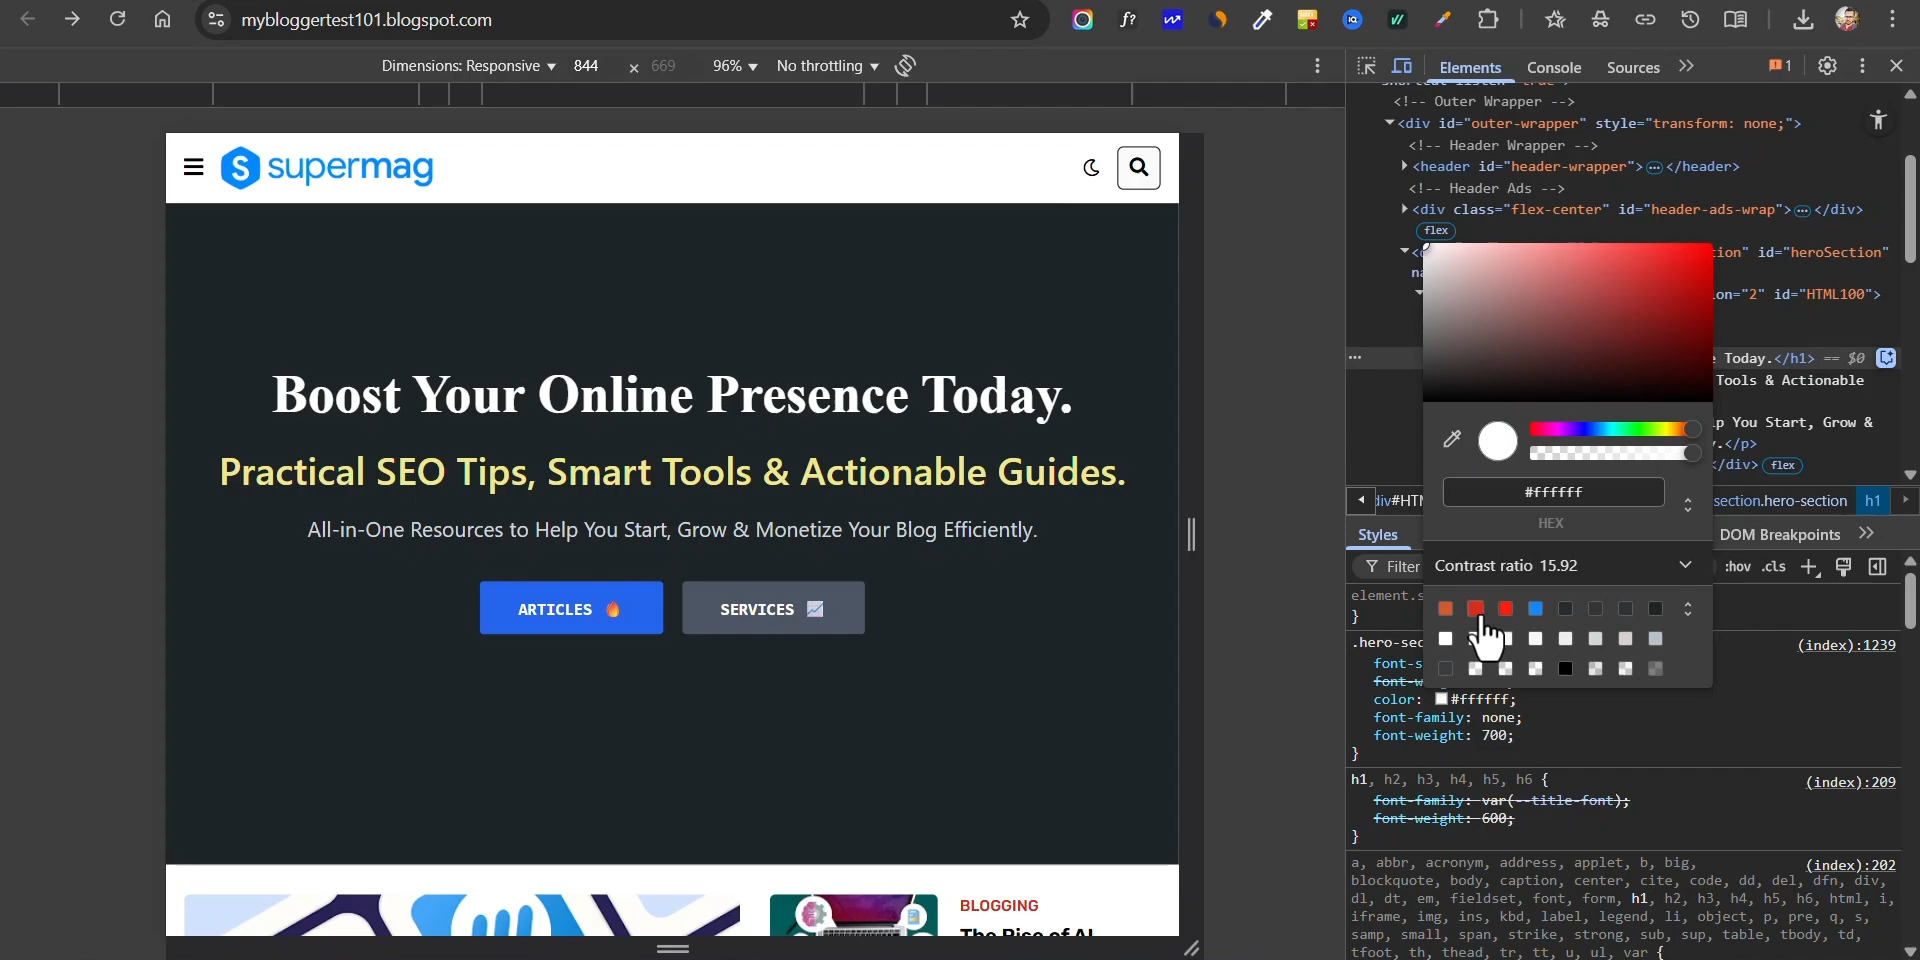 mybloggertest101.blogspot.com
Dimensions: Responsive 844 × 669 96% No throttling
Elements Console Sources 1
<!-- Outer Wrapper -->
<div id="outer-wrapper" style="transform: none;">
<!-- Header Wrapper -->
<header id="header-wrapper"> </header>
<!-- Header Ads -->
<div class="flex-center" id="header-ads-wrap"> </div>
flex
ion" id="heroSection"
na
ion="2" id="HTML100">
e Today.</h1> == $0
Tools & Actionable
lp You Start, Grow &
y.</p>
</div> flex
supermag
Boost Your Online Presence Today.
Practical SEO Tips, Smart Tools & Actionable Guides.
All-in-One Resources to Help You Start, Grow & Monetize Your Blog Efficiently.
ARTICLES 🔥
SERVICES 📈
BLOGGING
#ffffff
HEX
Contrast ratio 15.92
div#HTM section.hero-section h1
Styles DOM Breakpoints
Filter :hov .cls
element.s
}
.hero-sec (index):1239
font-s
font-w
color: #ffffff;
font-family: none;
font-weight: 700;
}
h1, h2, h3, h4, h5, h6 { (index):209
font-family: var(--title-font);
font-weight: 600;
}
a, abbr, acronym, address, applet, b, big, (index):202
blockquote, body, caption, center, cite, code, dd, del, dfn, div,
dl, dt, em, fieldset, font, form, h1, h2, h3, h4, h5, h6, html, i,
iframe, img, ins, kbd, label, legend, li, object, p, pre, q, s,
samp, small, span, strike, strong, sub, sup, table, tbody, td,
tfoot, th, thead, tr, tt, u, ul, var {